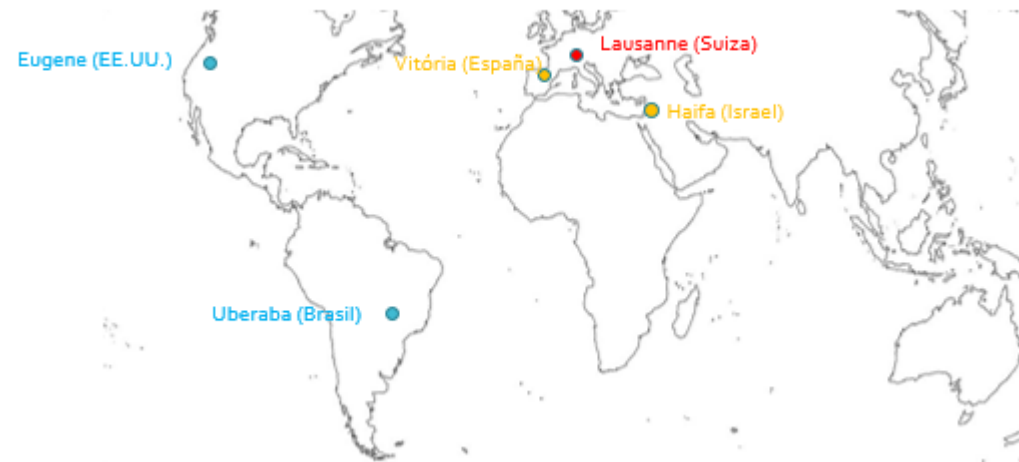 Lausanne (Suiza)
Eugene (EE.UU.)
Vitória (España)
Haifa (Israel)
Uberaba (Brasil)